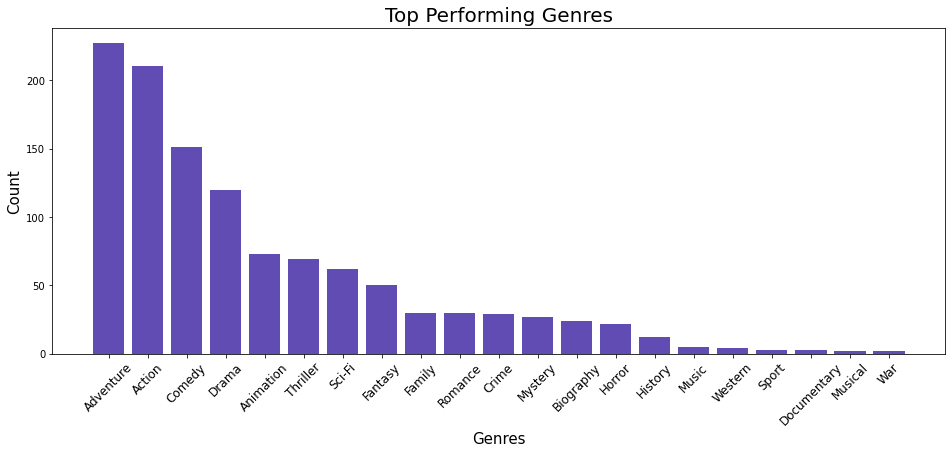 Top Performing Genres
Count
200
150
100
50
0
Adventure
Action
Comedy
Drama
Animation
Thriller
Sci-Fi
Fantasy
Family
Romance
Crime
Mystery
Biography
Horror
History
Music
Western
Sport
Documentary
Musical
War
Genres